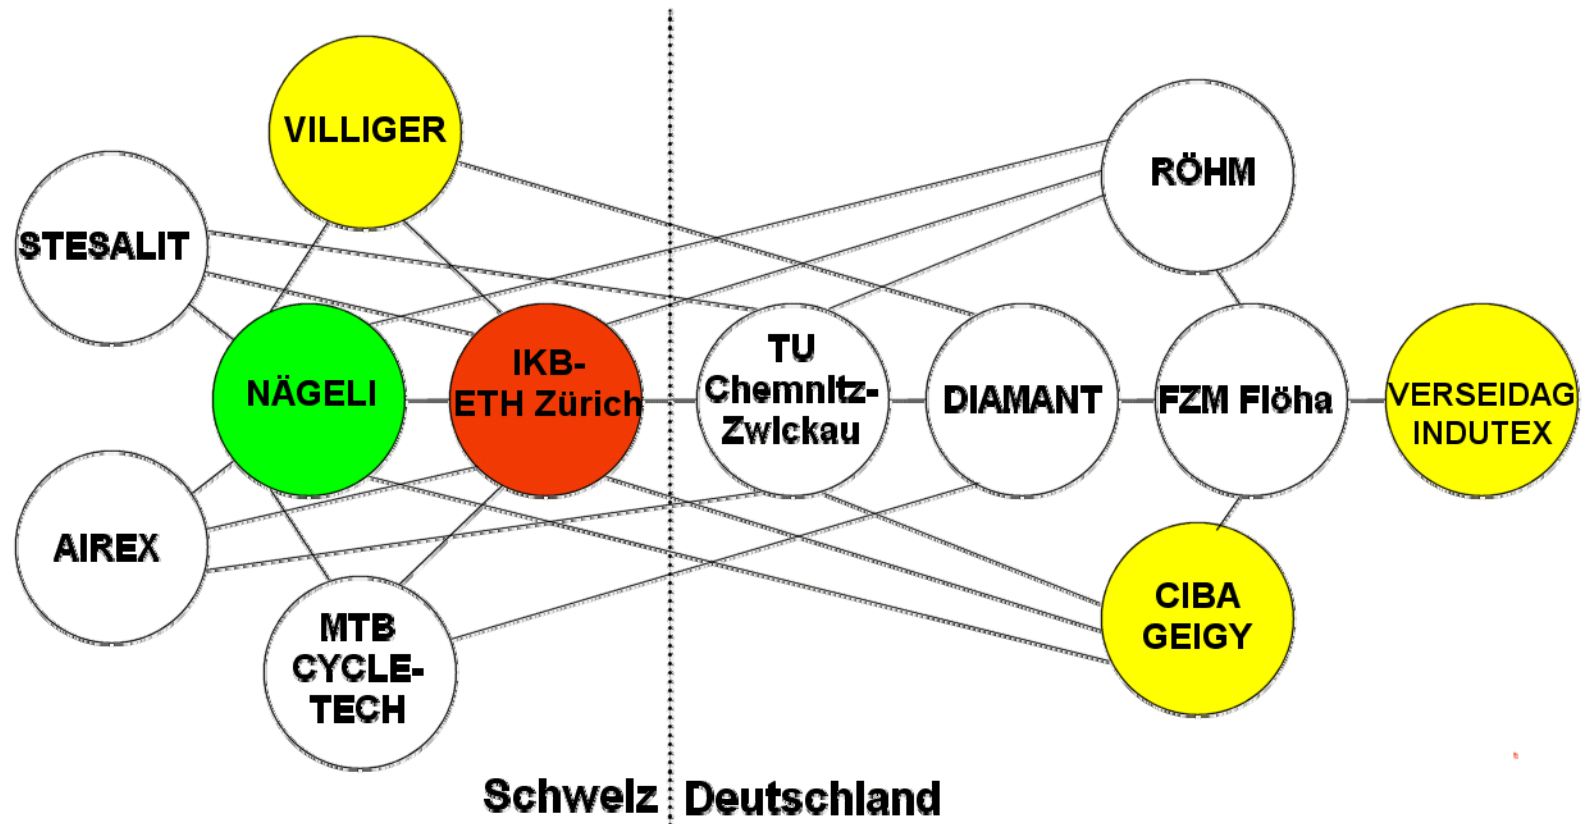 VILLIGER
RÖHM
STESALIT
NÄGELI
IKB-
ETH Zürich
TU
Chemnitz-
Zwickau
DIAMANT
FZM Flöha
VERSEIDAG
INDUTEX
AIREX
MTB
CYCLE-
TECH
CIBA
GEIGY
Schweiz
Deutschland